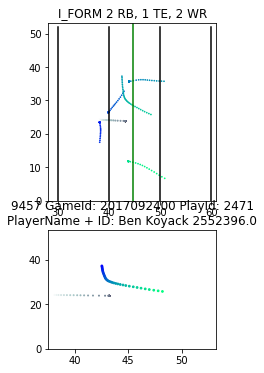 I_FORM 2 RB, 1 TE, 2 WR
50
40
30
20
10
0
30 40 50 60
9457 GameId: 2017092400 PlayId: 2471
PlayerName + ID: Ben Koyack 2552396.0
40
20
0
40 45 50